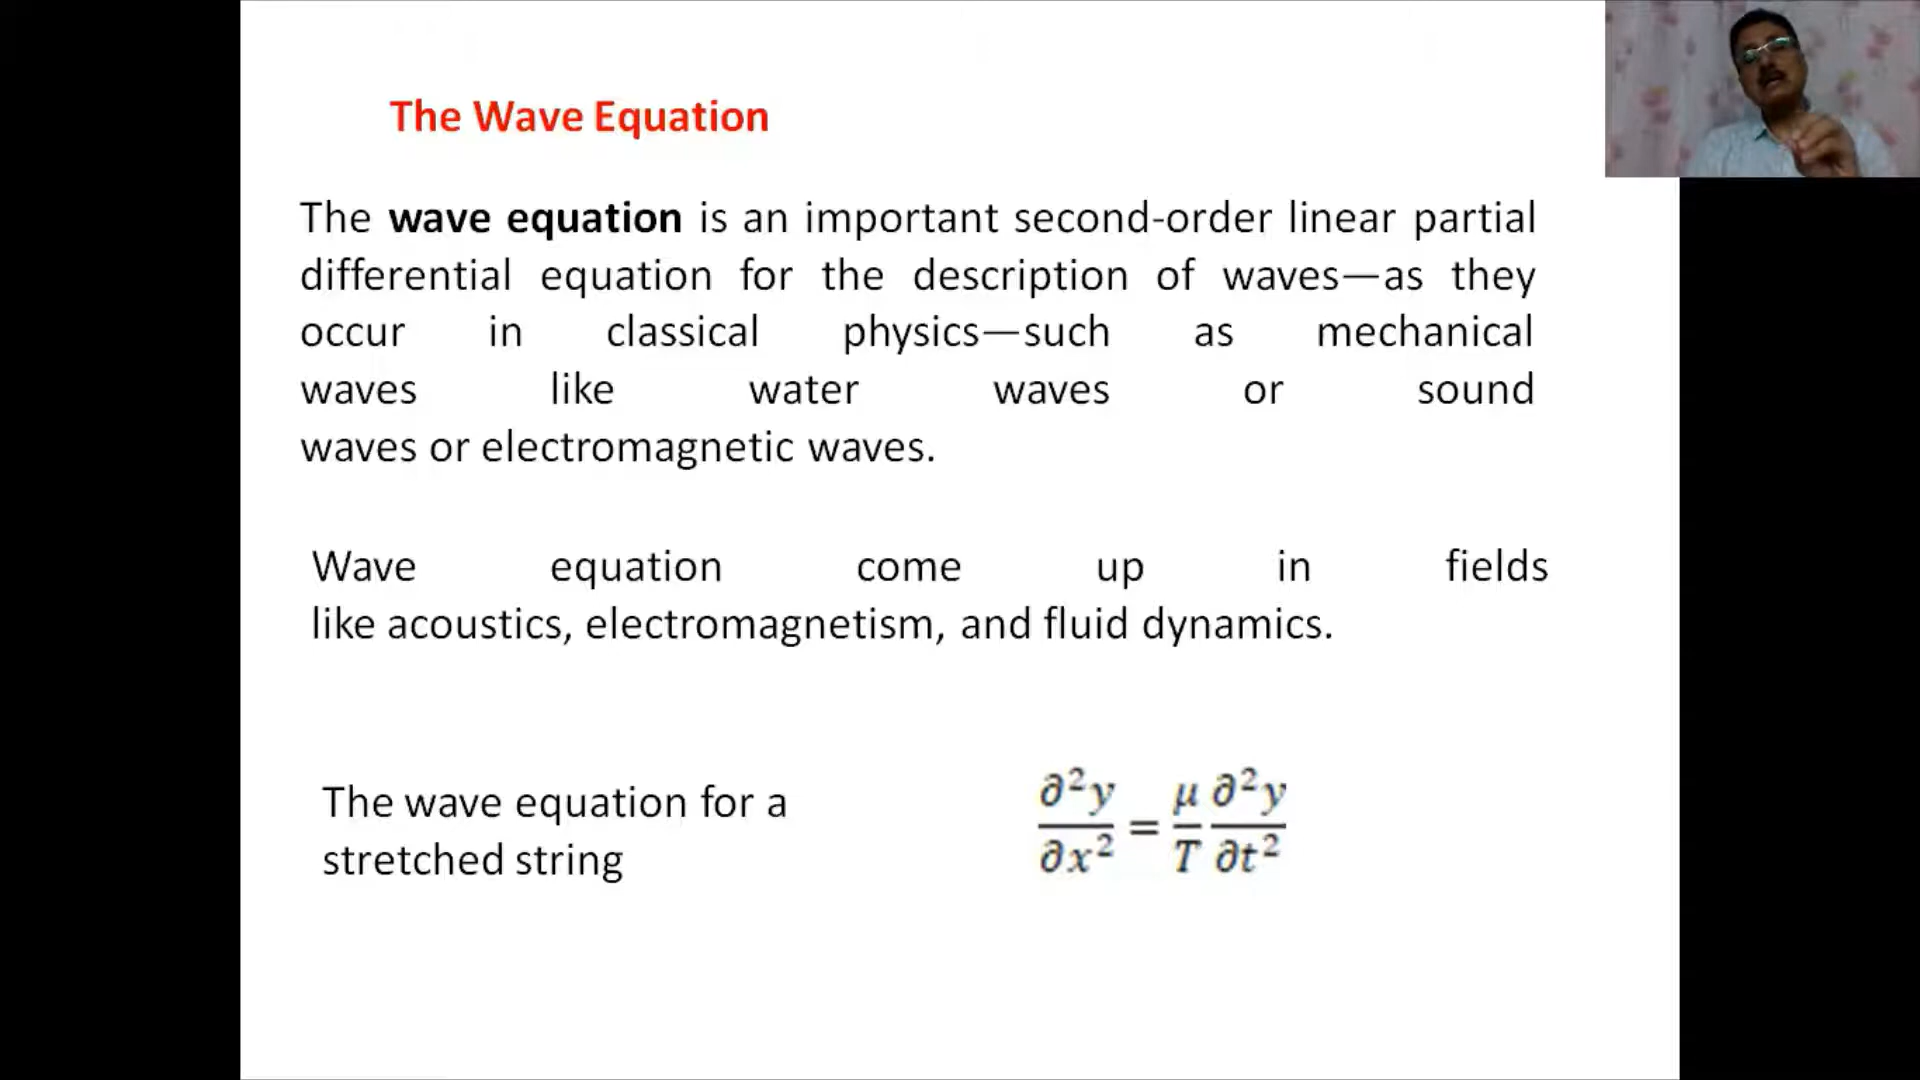 The Wave Equation
The wave equation is an important second-order linear partial
differential equation for the description of waves—as they
occur in classical physics—such as mechanical
waves like water waves or sound
waves or electromagnetic waves.
Wave equation come up in fields
like acoustics, electromagnetism, and fluid dynamics.
The wave equation for a
stretched string
∂²y/∂x² = μ/T ∂²y/∂t²